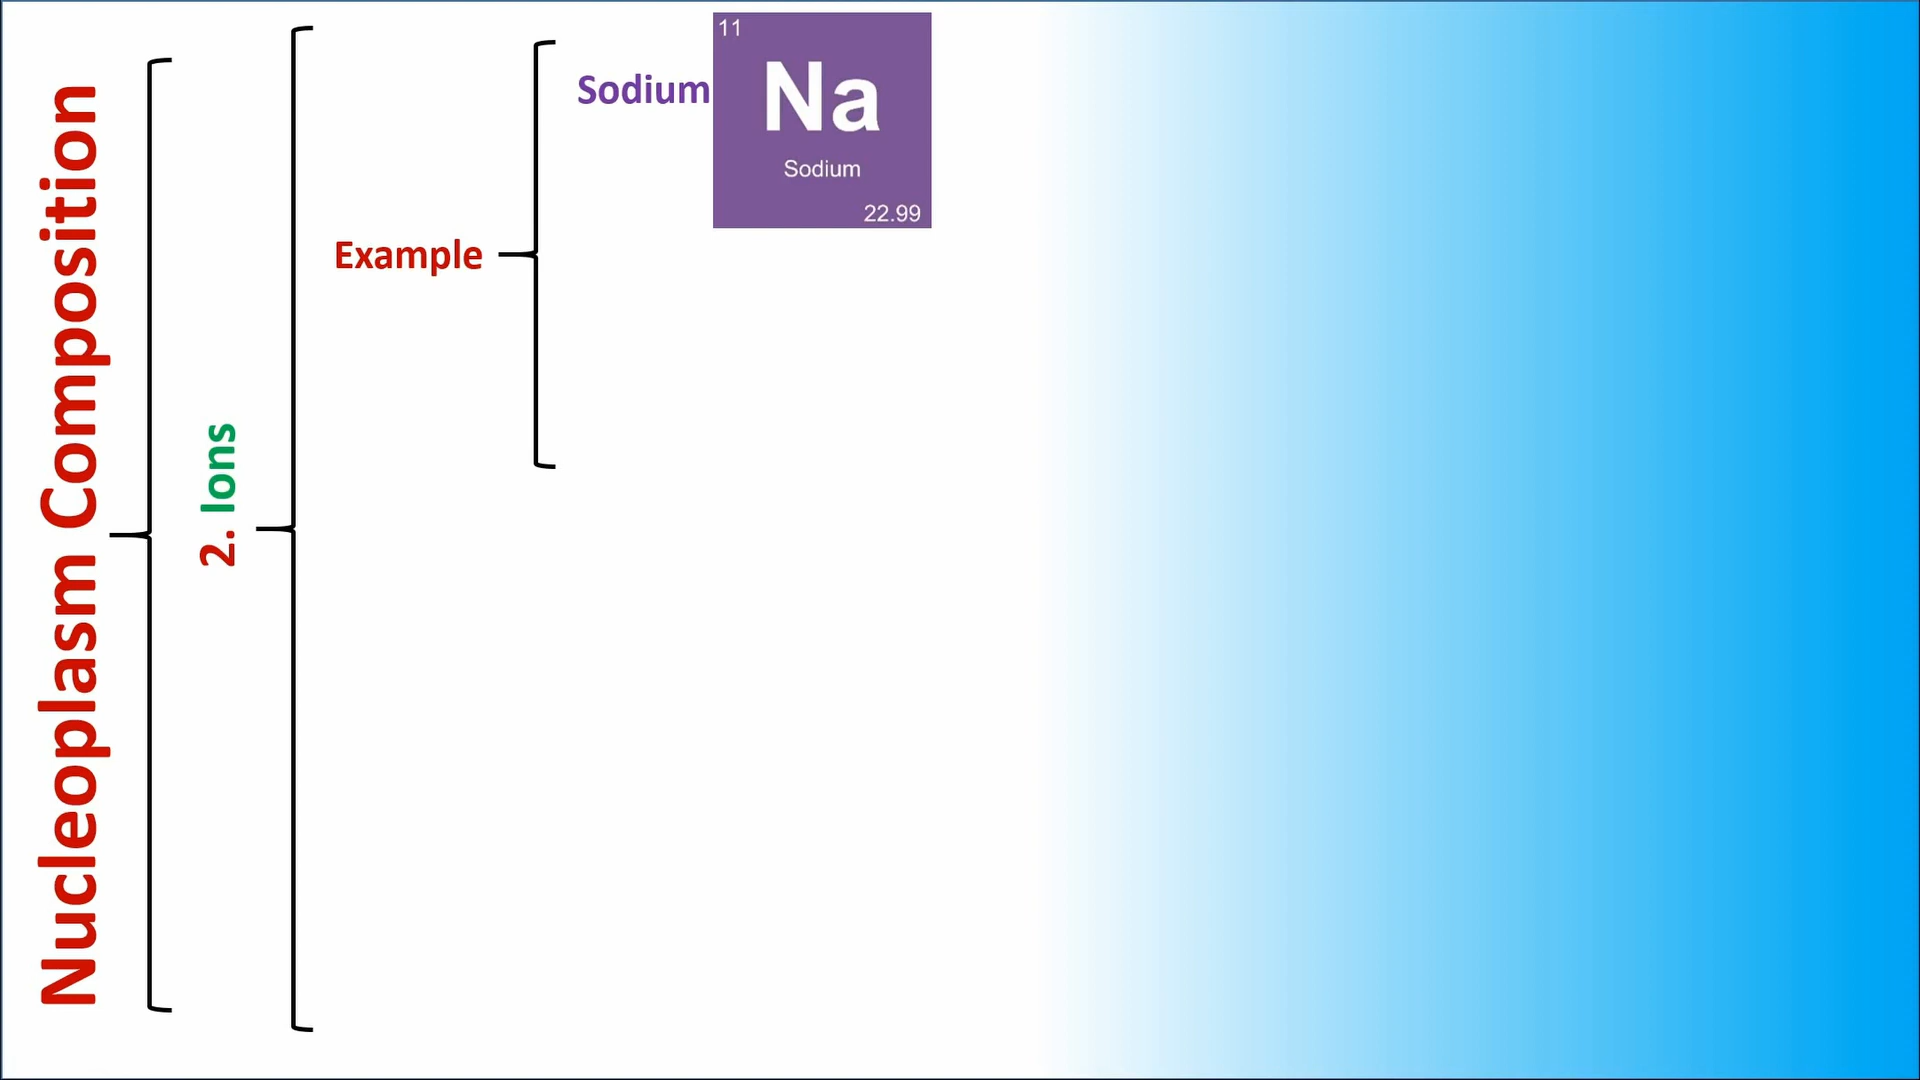 Nucleoplasm Composition
2. Ions
Example
Sodium
11
Na
Sodium
22.99